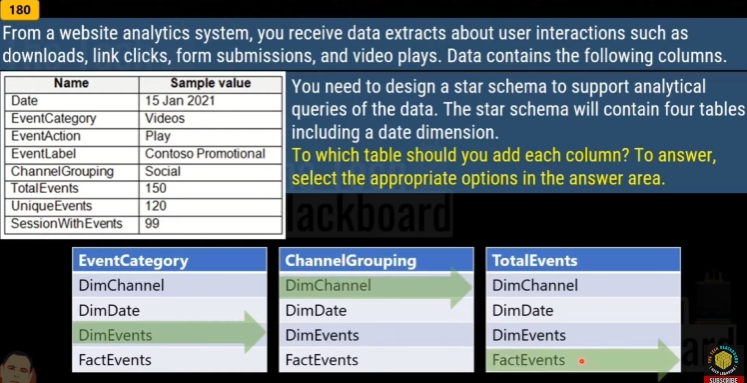 180
From a website analytics system, you receive data extracts about user interactions such as
downloads, link clicks, form submissions, and video plays. Data contains the following columns.
Name Sample value
Date 15 Jan 2021
EventCategory Videos
EventAction Play
EventLabel Contoso Promotional
ChannelGrouping Social
TotalEvents 150
UniqueEvents 120
SessionWithEvents 99
You need to design a star schema to support analytical
queries of the data. The star schema will contain four tables
including a date dimension.
To which table should you add each column? To answer,
select the appropriate options in the answer area.
lackboard
EventCategory ChannelGrouping TotalEvents
DimChannel DimChannel DimChannel
DimDate DimDate DimDate
DimEvents DimEvents DimEvents
FactEvents FactEvents FactEvents
SUBSCRIBE